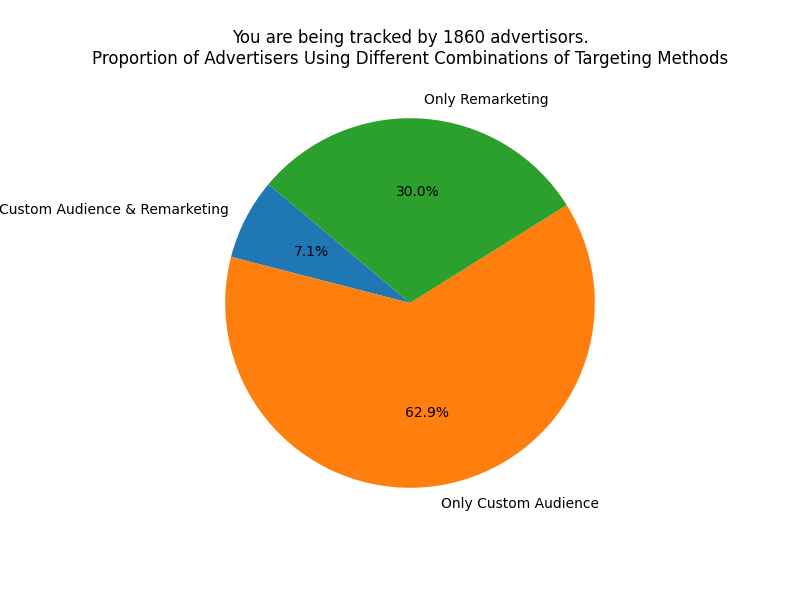 You are being tracked by 1860 advertisors.
Proportion of Advertisers Using Different Combinations of Targeting Methods
Only Remarketing
30.0%
Custom Audience & Remarketing
7.1%
62.9%
Only Custom Audience